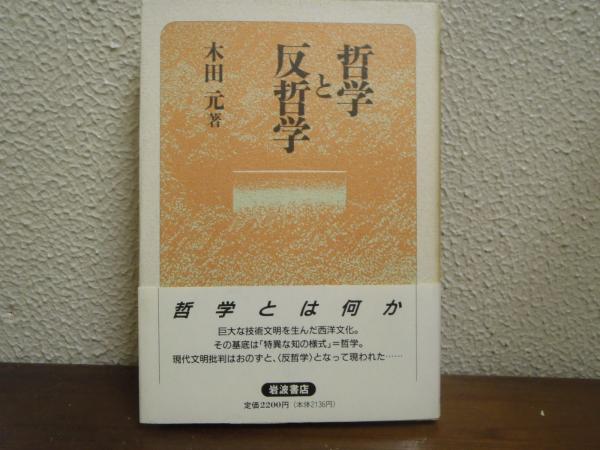 哲学
と
反哲学
木田 元 著
哲学とは何か
巨大な技術文明を生んだ西洋文化。
その基底は「特異な知の様式」=哲学。
現代文明批判はおのずと、〈反哲学〉となって現われた……
岩波書店
定価2200円(本体2136円)